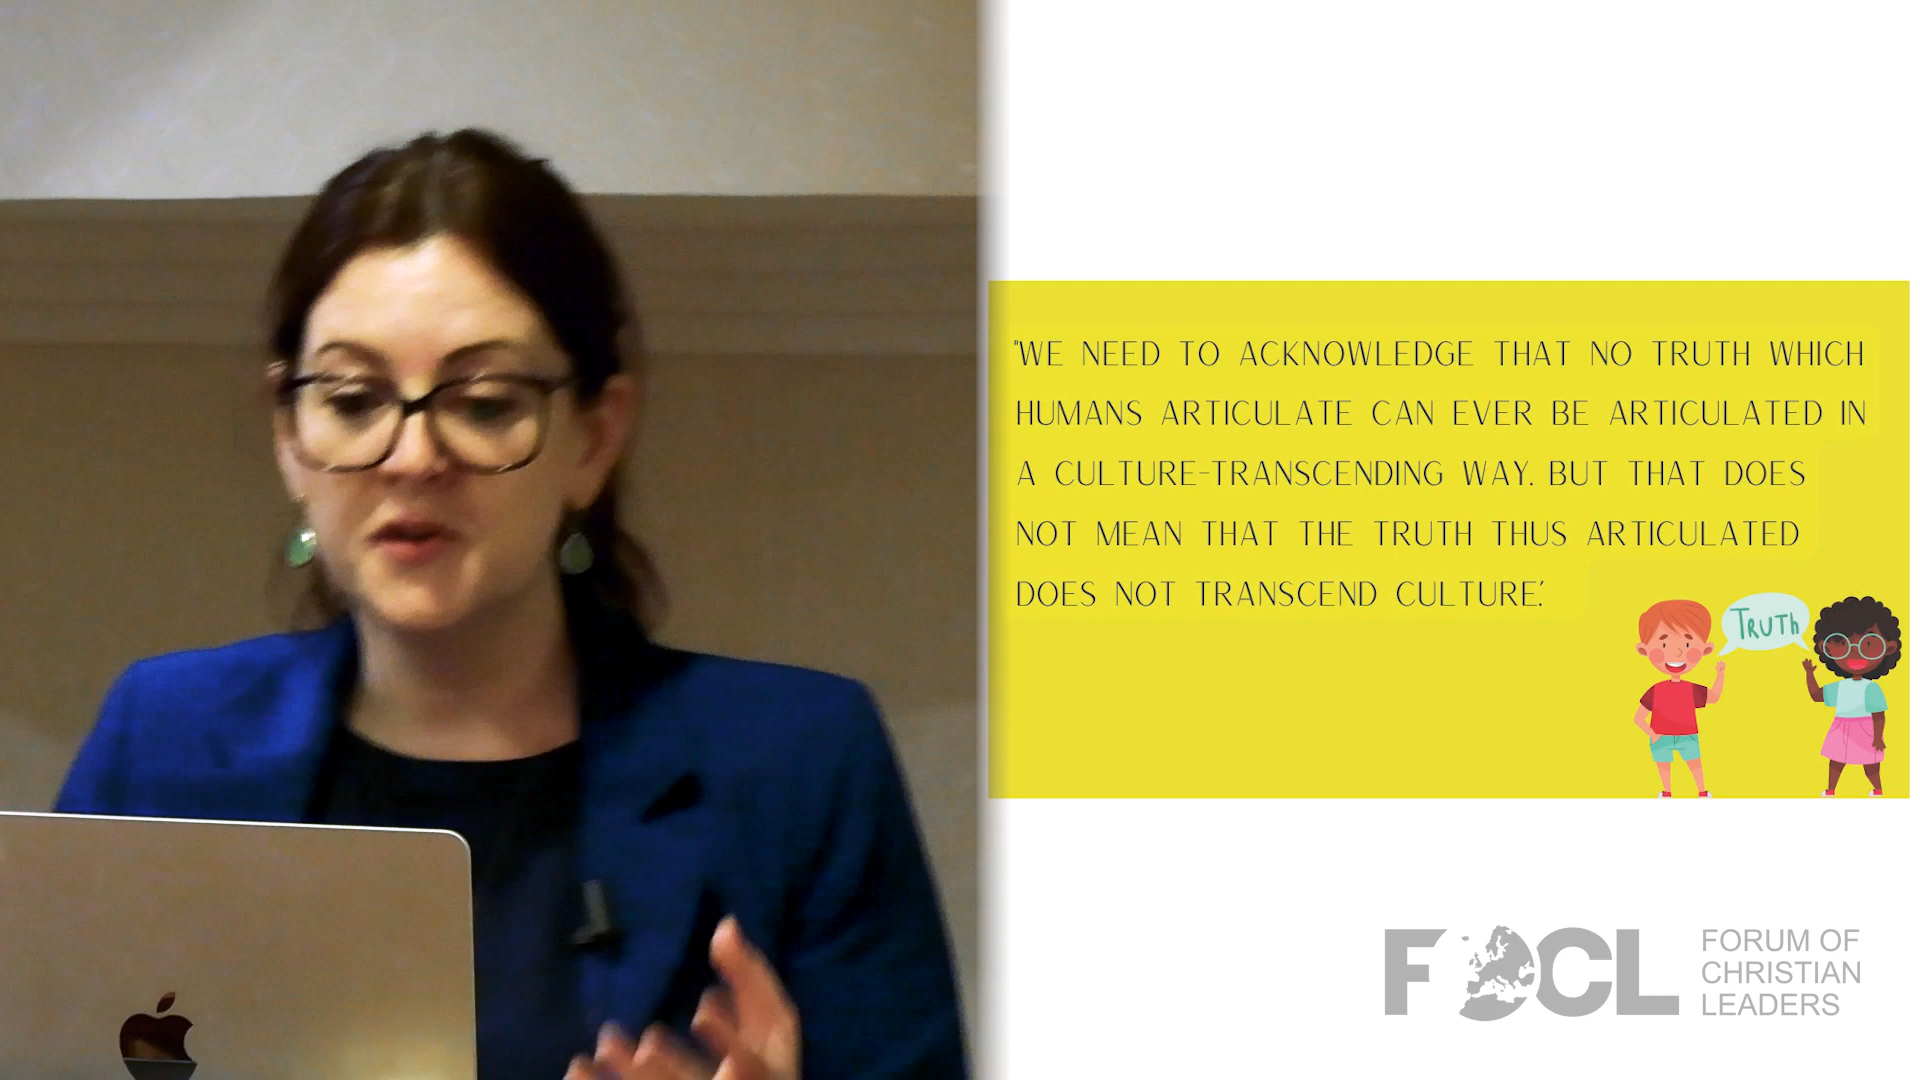 "WE NEED TO ACKNOWLEDGE THAT NO TRUTH WHICH
HUMANS ARTICULATE CAN EVER BE ARTICULATED IN
A CULTURE-TRANSCENDING WAY. BUT THAT DOES
NOT MEAN THAT THE TRUTH THUS ARTICULATED
DOES NOT TRANSCEND CULTURE.'
TRUTh
FOCL
FORUM OF
CHRISTIAN
LEADERS